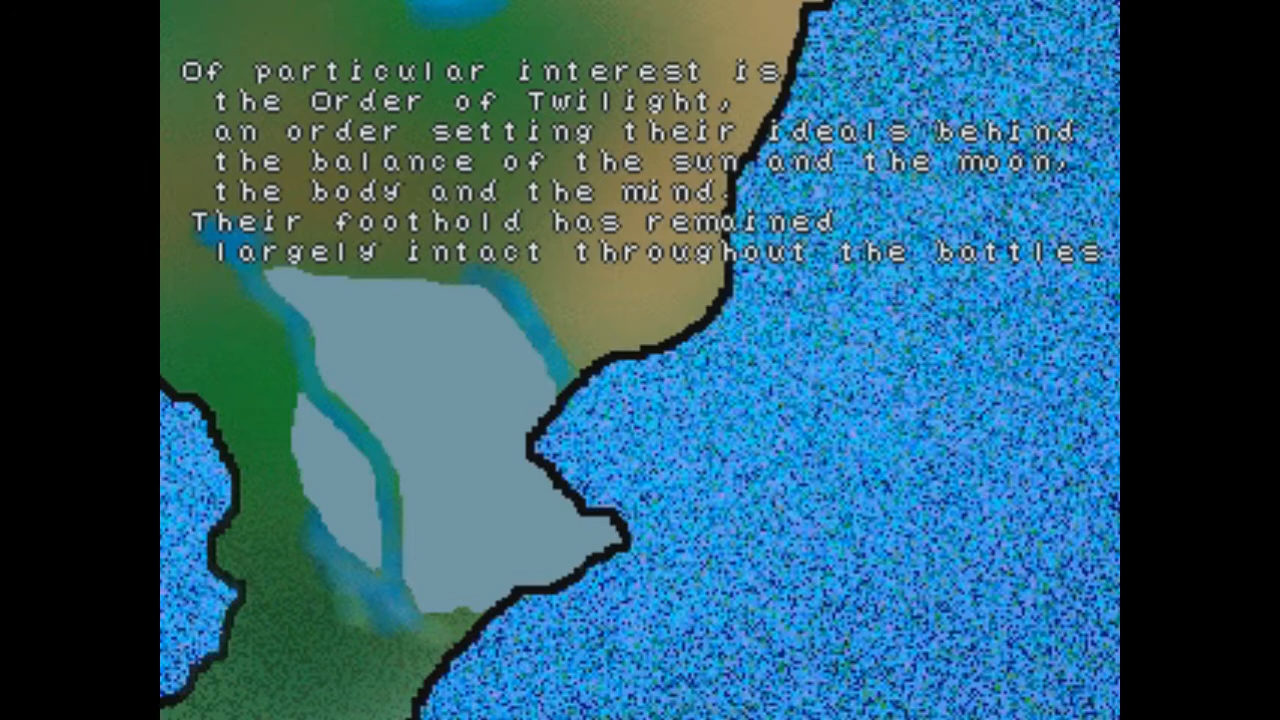 Of particular interest is
the Order of Twilight,
an order setting their ideals behind
the balance of the sun and the moon,
the body and the mind.
Their foothold has remained
largely intact throughout the battles